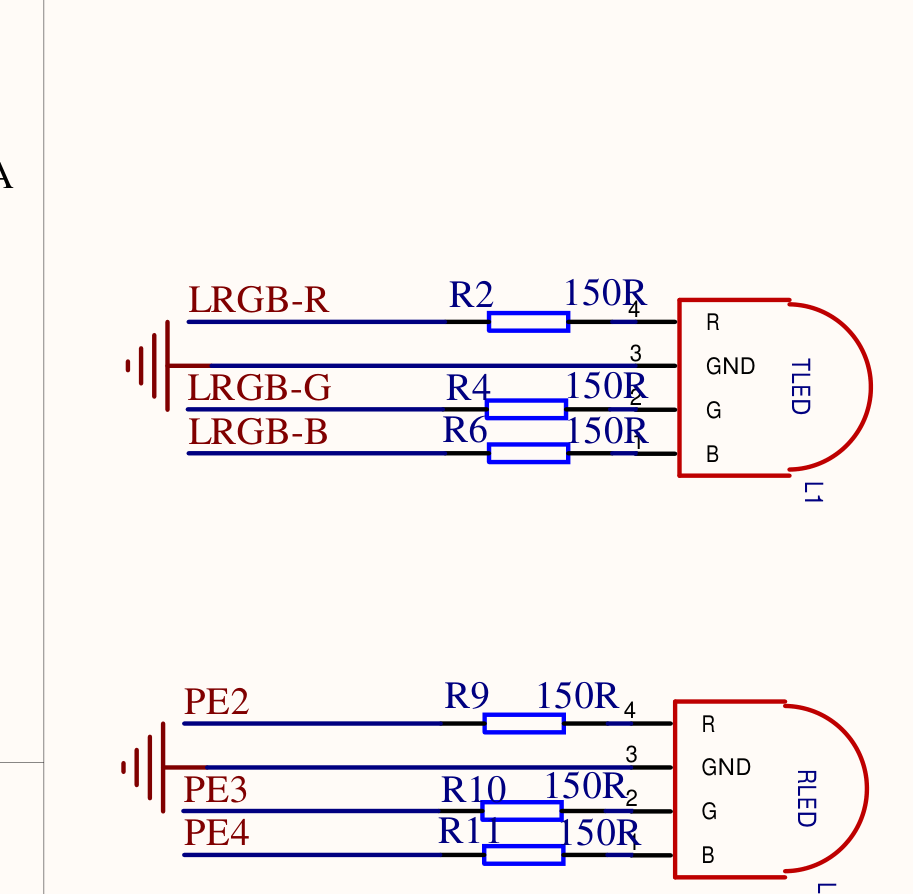 A
LRGB-R R2 150R 4 R
3 GND
LRGB-G R4 150R 2 G
LRGB-B R6 150R 1 B
TLED
L1
PE2 R9 150R 4 R
3 GND
PE3 R10 150R 2 G
PE4 R11 150R 1 B
RLED
L